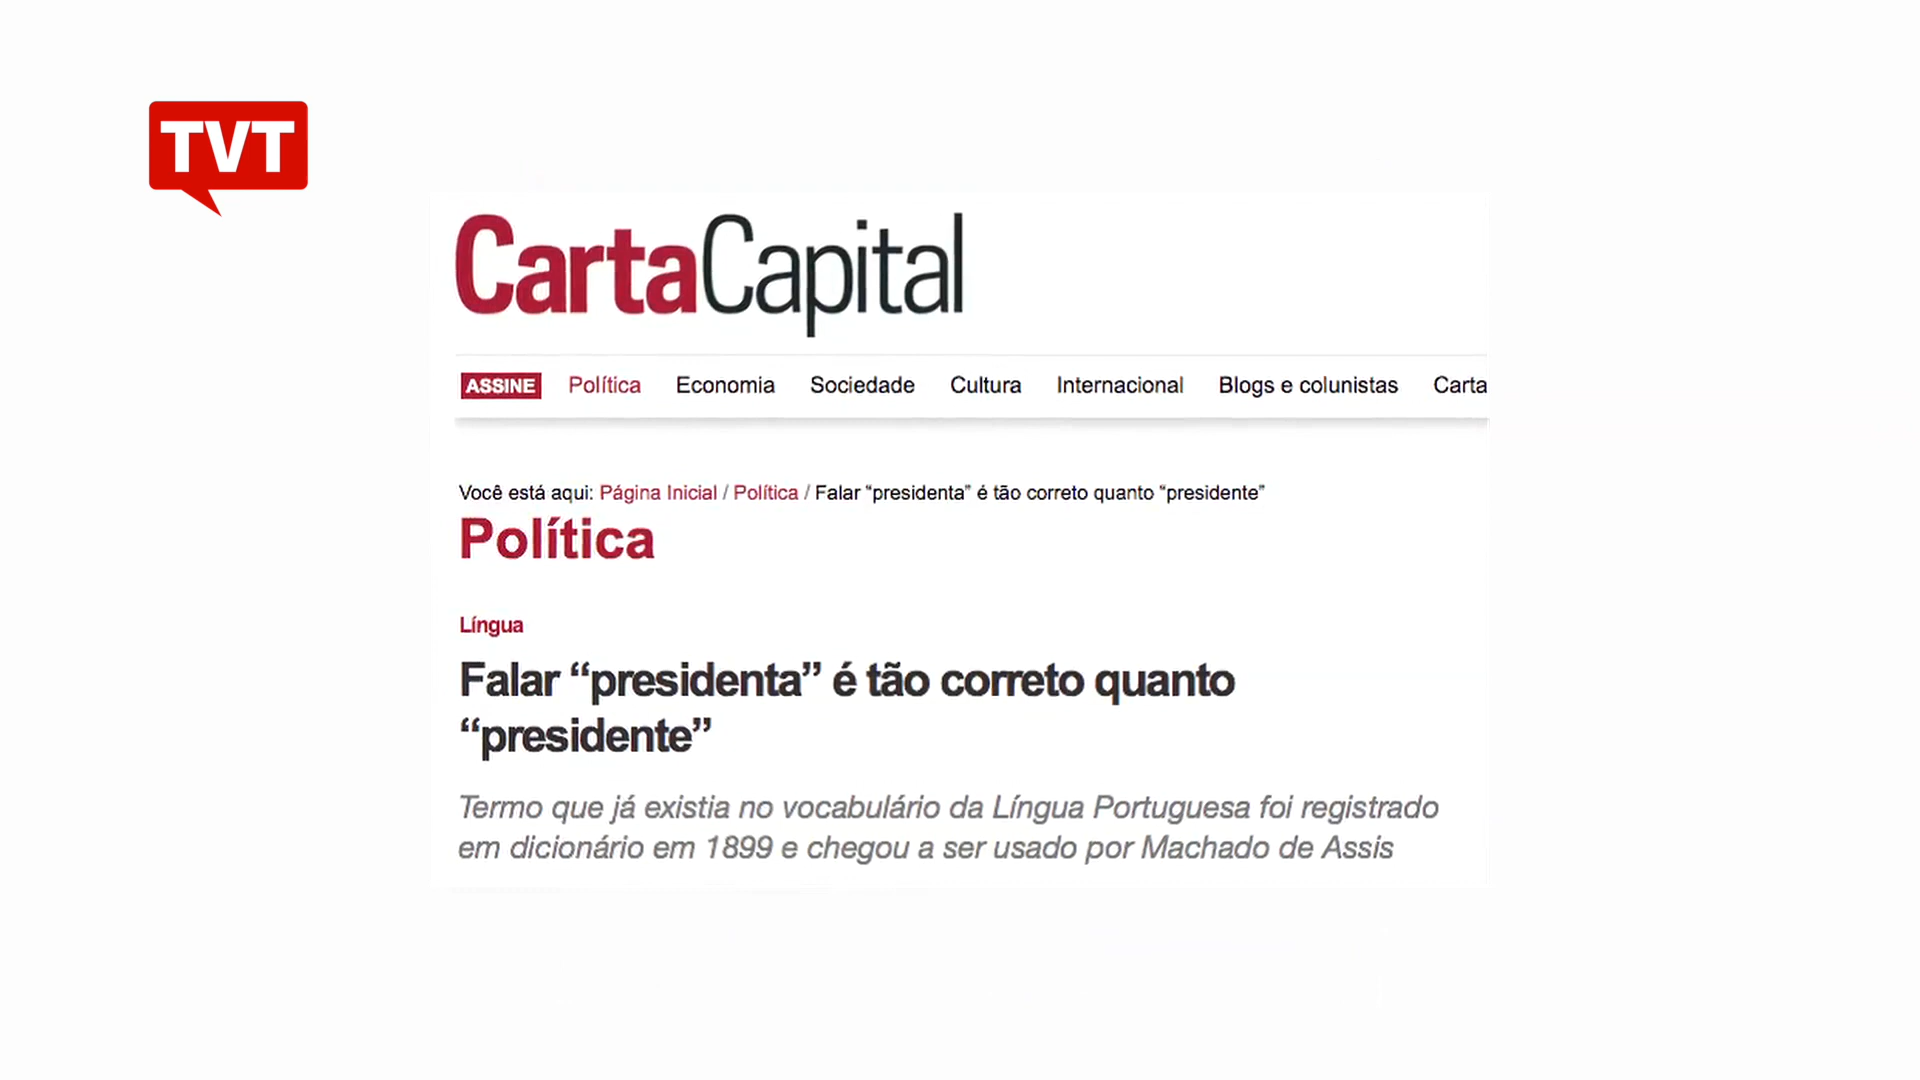 TVT
CartaCapital
ASSINE Política Economia Sociedade Cultura Internacional Blogs e colunistas Carta
Você está aqui: Página Inicial / Política / Falar “presidenta” é tão correto quanto “presidente”
Política
Língua
Falar “presidenta” é tão correto quanto
“presidente”
Termo que já existia no vocabulário da Língua Portuguesa foi registrado
em dicionário em 1899 e chegou a ser usado por Machado de Assis